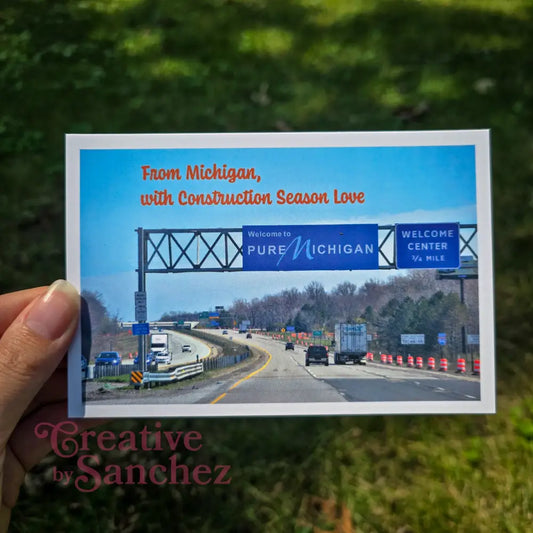 From Michigan,
with Construction Season Love
Welcome to
PURE MICHIGAN
WELCOME
CENTER
3/4 MILE
Creative
by Sanchez